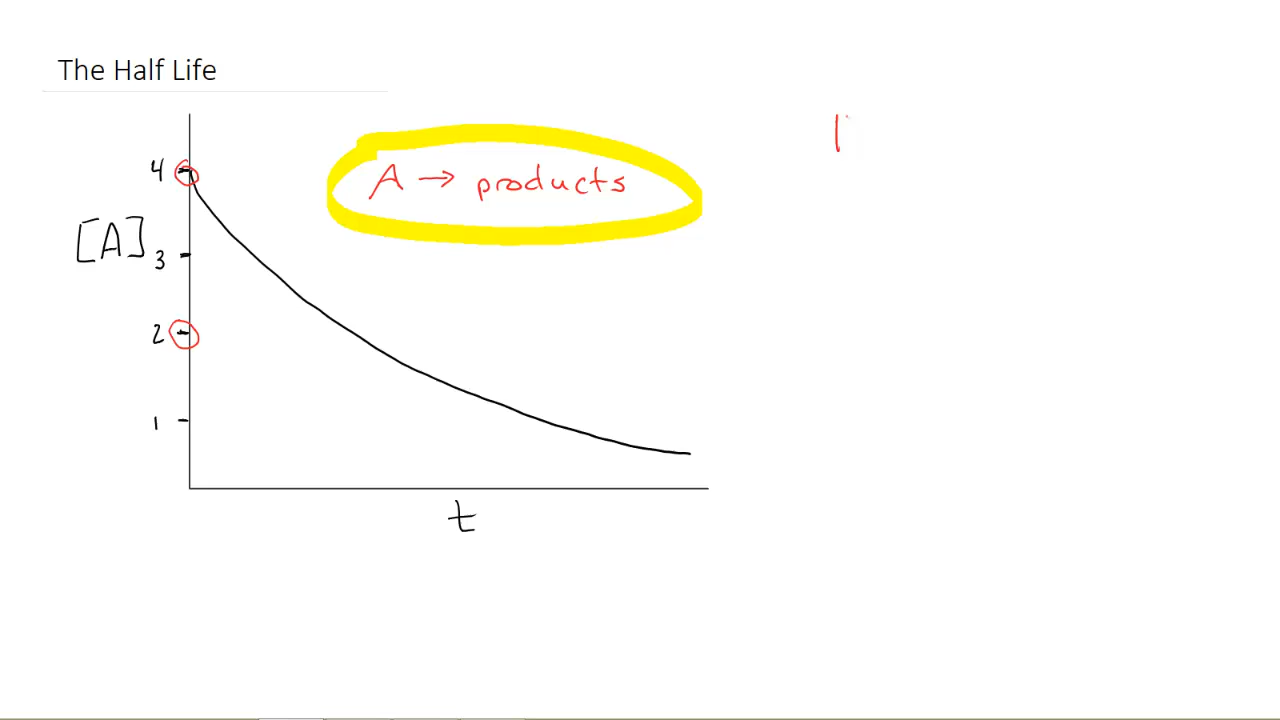 The Half Life
4
A → products
[A]
3
2
1
t